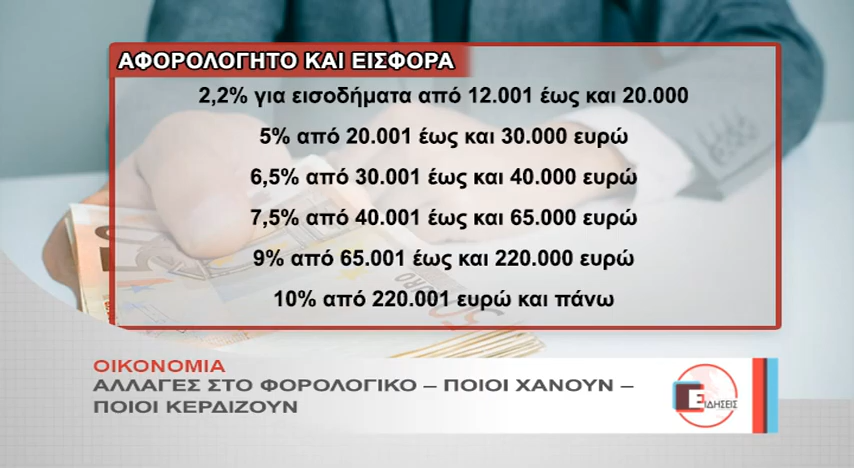 ΑΦΟΡΟΛΟΓΗΤΟ ΚΑΙ ΕΙΣΦΟΡΑ
2,2% για εισοδήματα από 12.001 έως και 20.000
5% από 20.001 έως και 30.000 ευρώ
6,5% από 30.001 έως και 40.000 ευρώ
7,5% από 40.001 έως και 65.000 ευρώ
9% από 65.001 έως και 220.000 ευρώ
10% από 220.001 ευρώ και πάνω
ΟΙΚΟΝΟΜΙΑ
ΑΛΛΑΓΕΣ ΣΤΟ ΦΟΡΟΛΟΓΙΚΟ – ΠΟΙΟΙ ΧΑΝΟΥΝ –
ΠΟΙΟΙ ΚΕΡΔΙΖΟΥΝ
ΕΙΔΗΣΕΙΣ